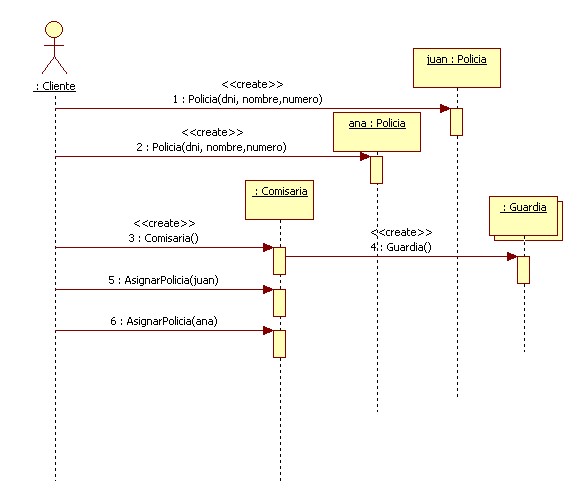 juan : Policia
: Cliente
<<create>>
1 : Policia(dni, nombre,numero)
ana : Policia
<<create>>
2 : Policia(dni, nombre,numero)
: Comisaria
: Guardia
<<create>>
3 : Comisaria()
<<create>>
4 : Guardia()
5 : AsignarPolicia(juan)
6 : AsignarPolicia(ana)